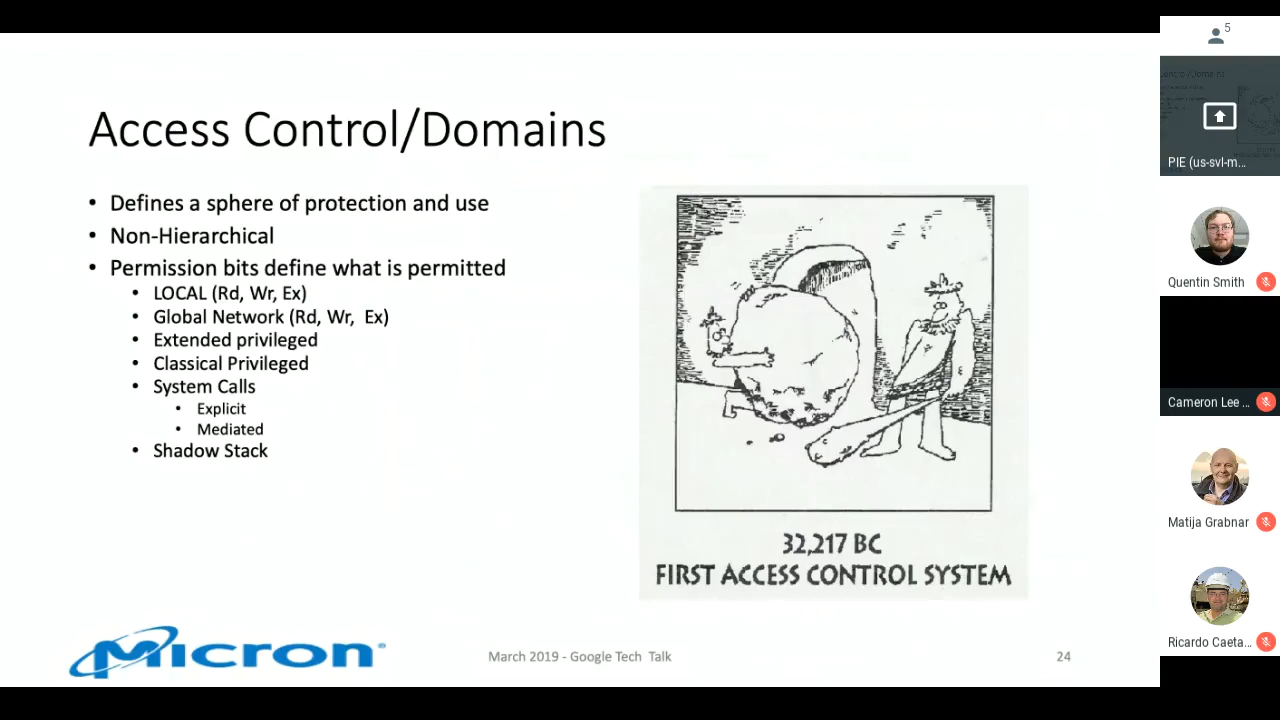 Access Control/Domains
• Defines a sphere of protection and use
• Non-Hierarchical
• Permission bits define what is permitted
• LOCAL (Rd, Wr, Ex)
• Global Network (Rd, Wr, Ex)
• Extended privileged
• Classical Privileged
• System Calls
• Explicit
• Mediated
• Shadow Stack
32,217 BC
FIRST ACCESS CONTROL SYSTEM
Micron®
March 2019 - Google Tech Talk
24
5
PIE (us-svl-m...
Quentin Smith
Cameron Lee ...
Matija Grabnar
Ricardo Caeta...